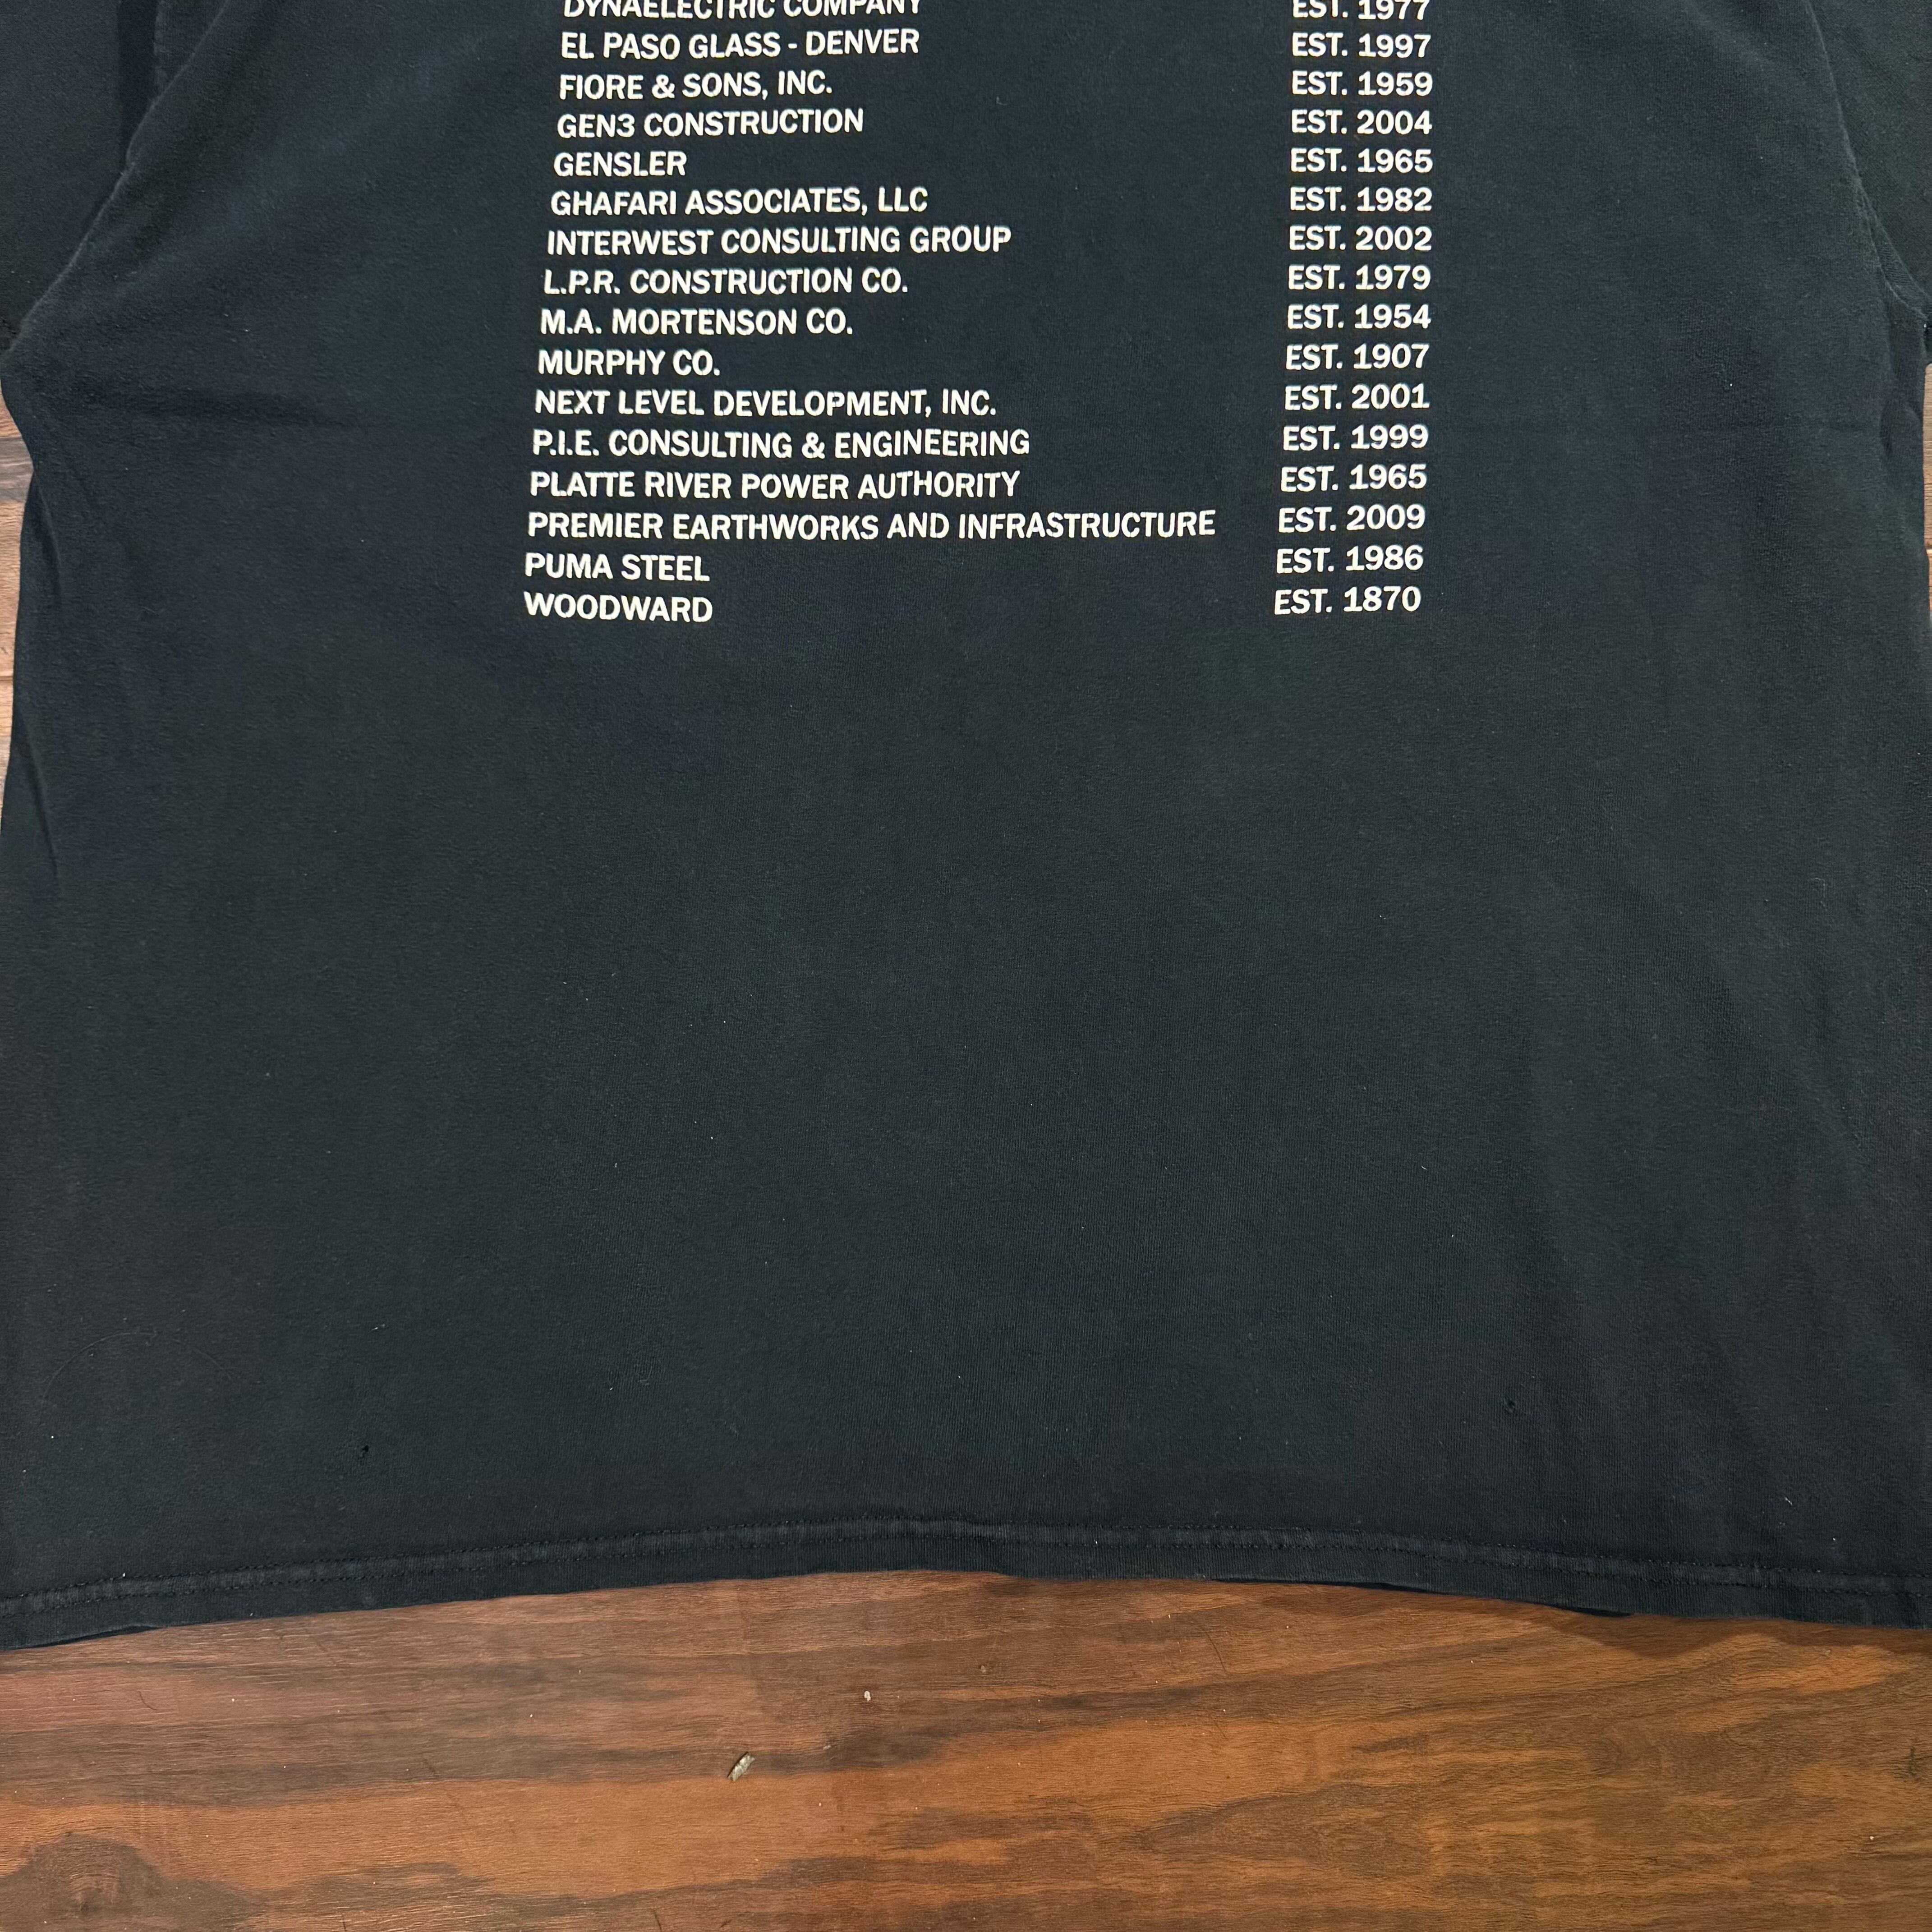 DYNAELECTRIC COMPANY EST. 1977
EL PASO GLASS - DENVER EST. 1997
FIORE & SONS, INC. EST. 1959
GEN3 CONSTRUCTION EST. 2004
GENSLER EST. 1965
GHAFARI ASSOCIATES, LLC EST. 1982
INTERWEST CONSULTING GROUP EST. 2002
L.P.R. CONSTRUCTION CO. EST. 1979
M.A. MORTENSON CO. EST. 1954
MURPHY CO. EST. 1907
NEXT LEVEL DEVELOPMENT, INC. EST. 2001
P.I.E. CONSULTING & ENGINEERING EST. 1999
PLATTE RIVER POWER AUTHORITY EST. 1965
PREMIER EARTHWORKS AND INFRASTRUCTURE EST. 2009
PUMA STEEL EST. 1986
WOODWARD EST. 1870